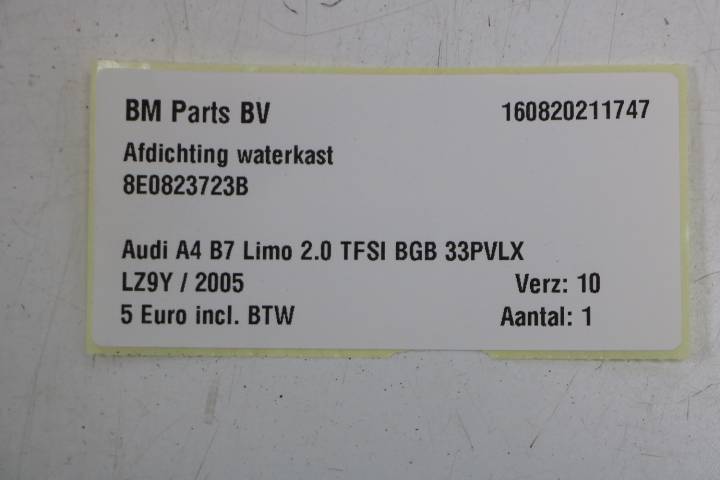 BM Parts BV 160820211747
Afdichting waterkast
8E0823723B
Audi A4 B7 Limo 2.0 TFSI BGB 33PVLX
LZ9Y / 2005 Verz: 10
5 Euro incl. BTW Aantal: 1